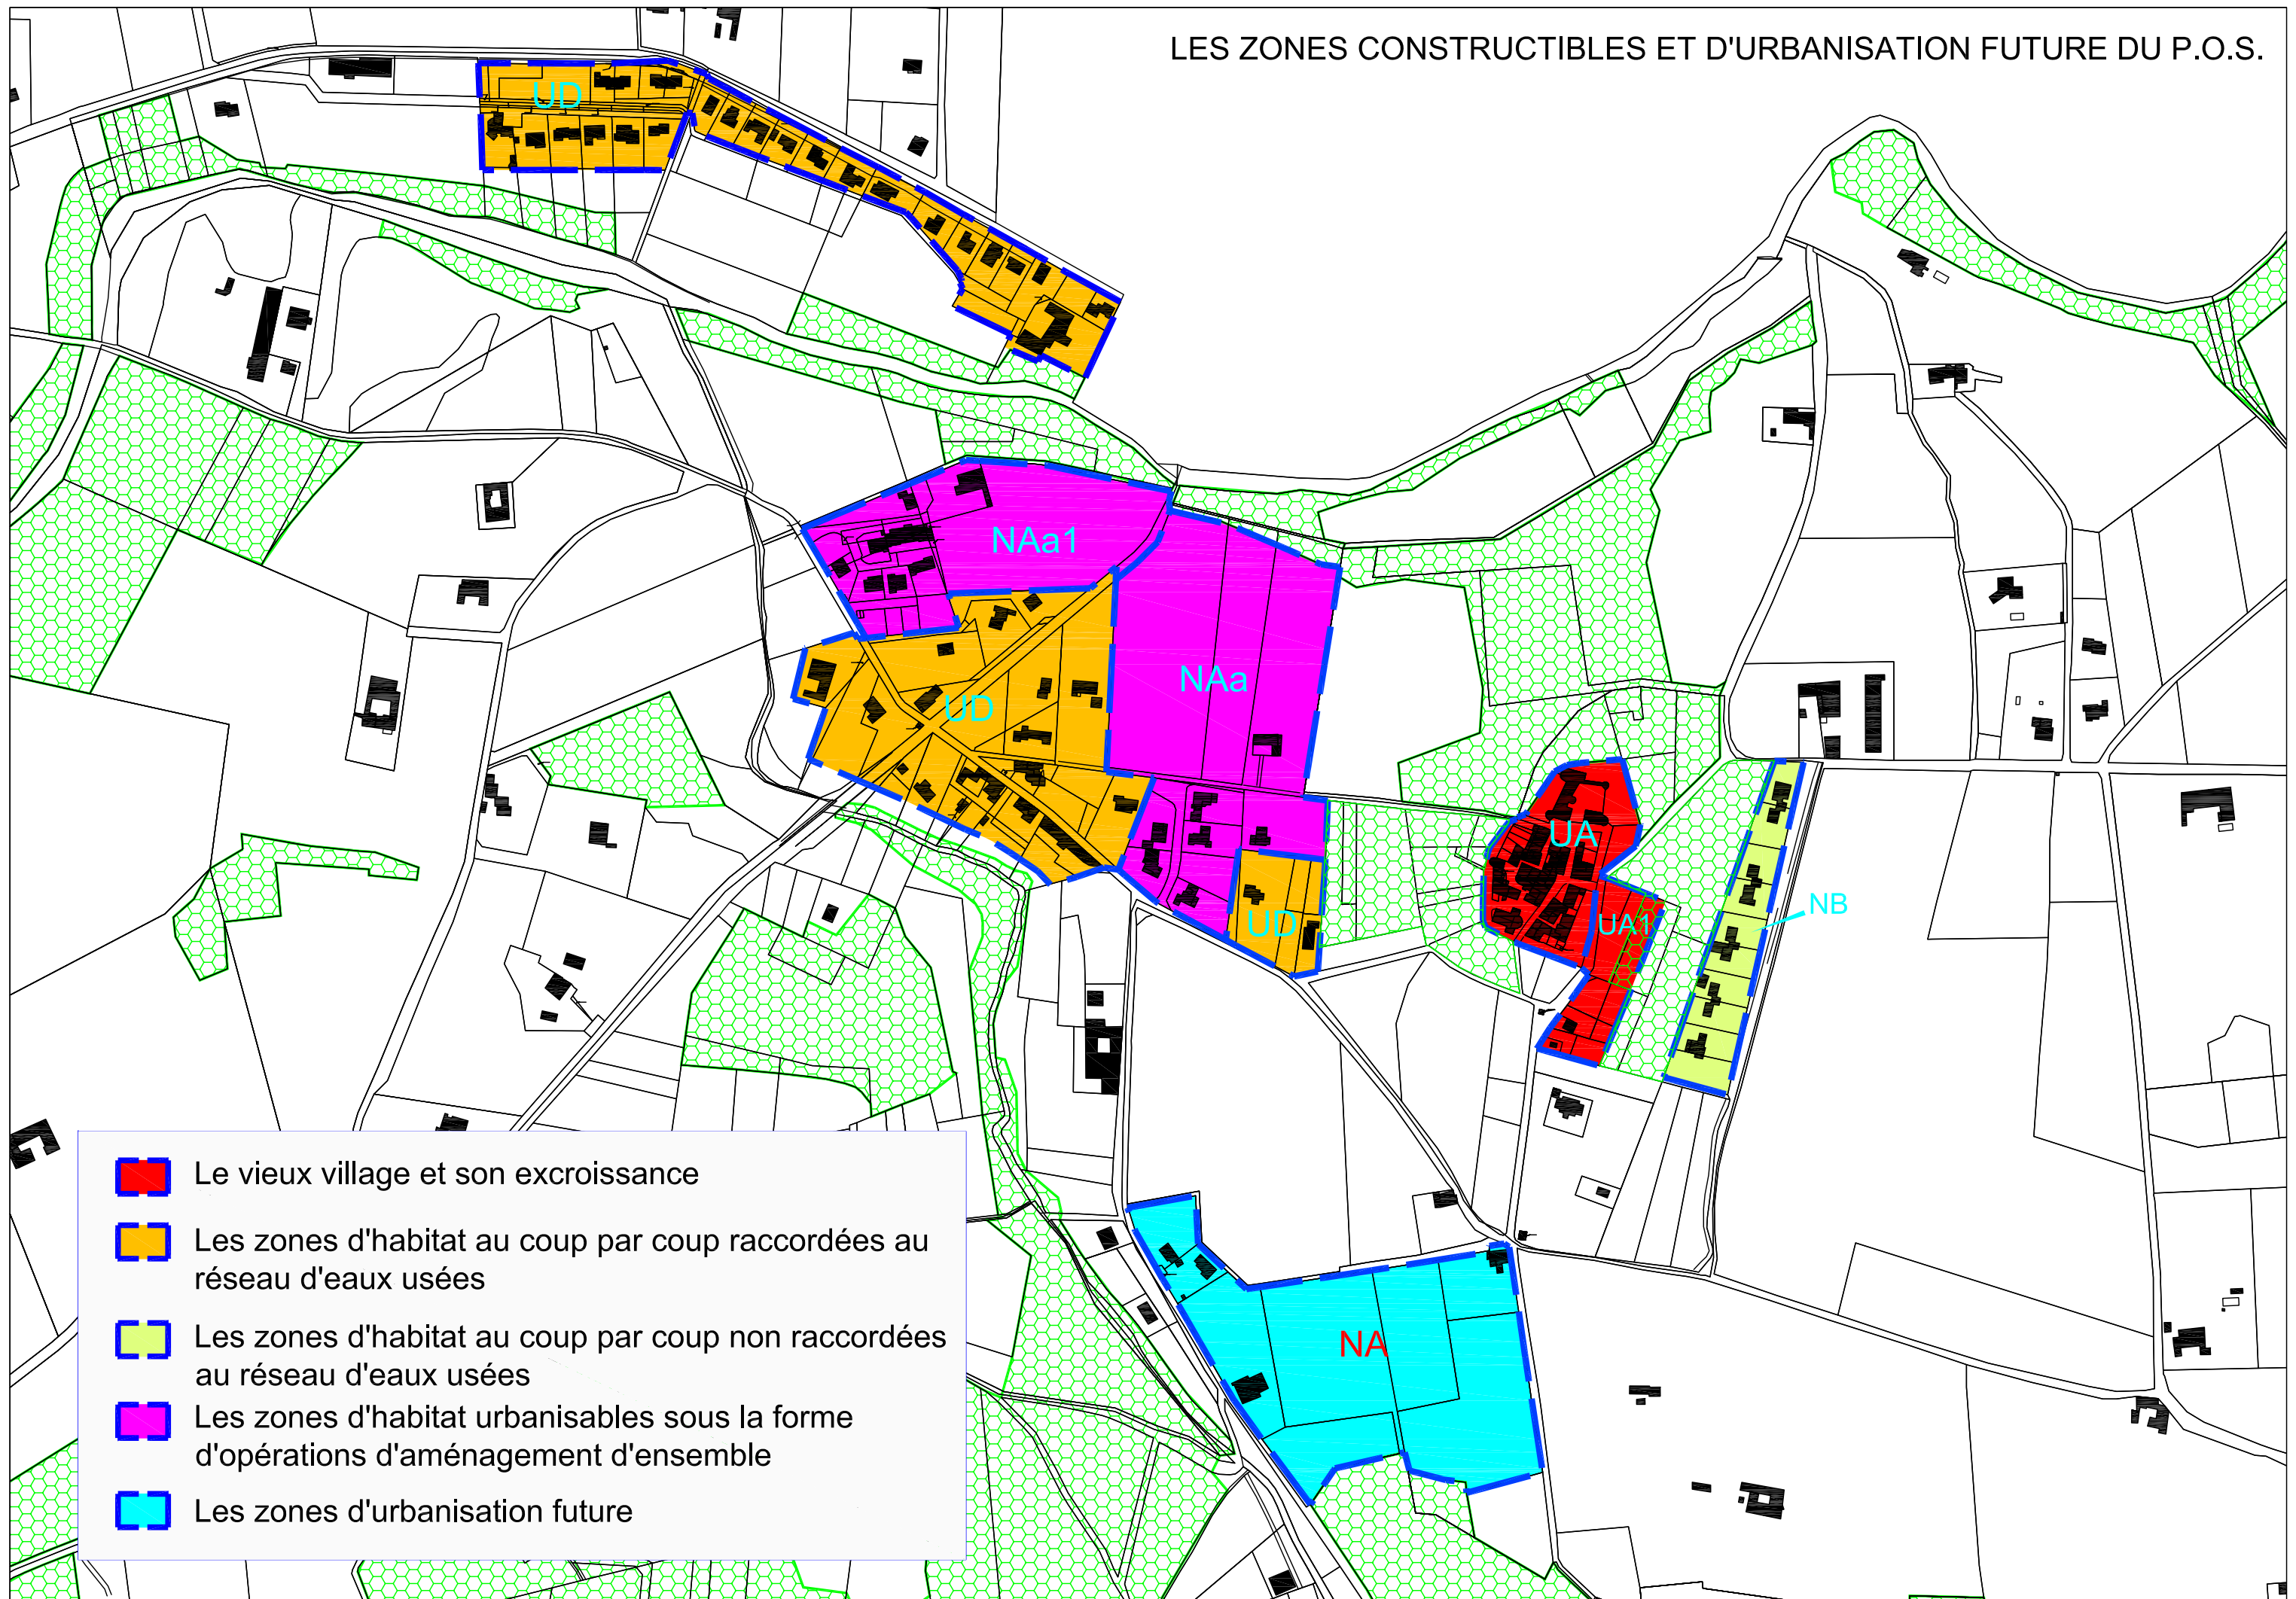 LES ZONES CONSTRUCTIBLES ET D'URBANISATION FUTURE DU P.O.S.
UD
NAa1
NAa
UD
UA
NB
UD
UA1
NA
Le vieux village et son excroissance
Les zones d'habitat au coup par coup raccordées au
réseau d'eaux usées
Les zones d'habitat au coup par coup non raccordées
au réseau d'eaux usées
Les zones d'habitat urbanisables sous la forme
d'opérations d'aménagement d'ensemble
Les zones d'urbanisation future